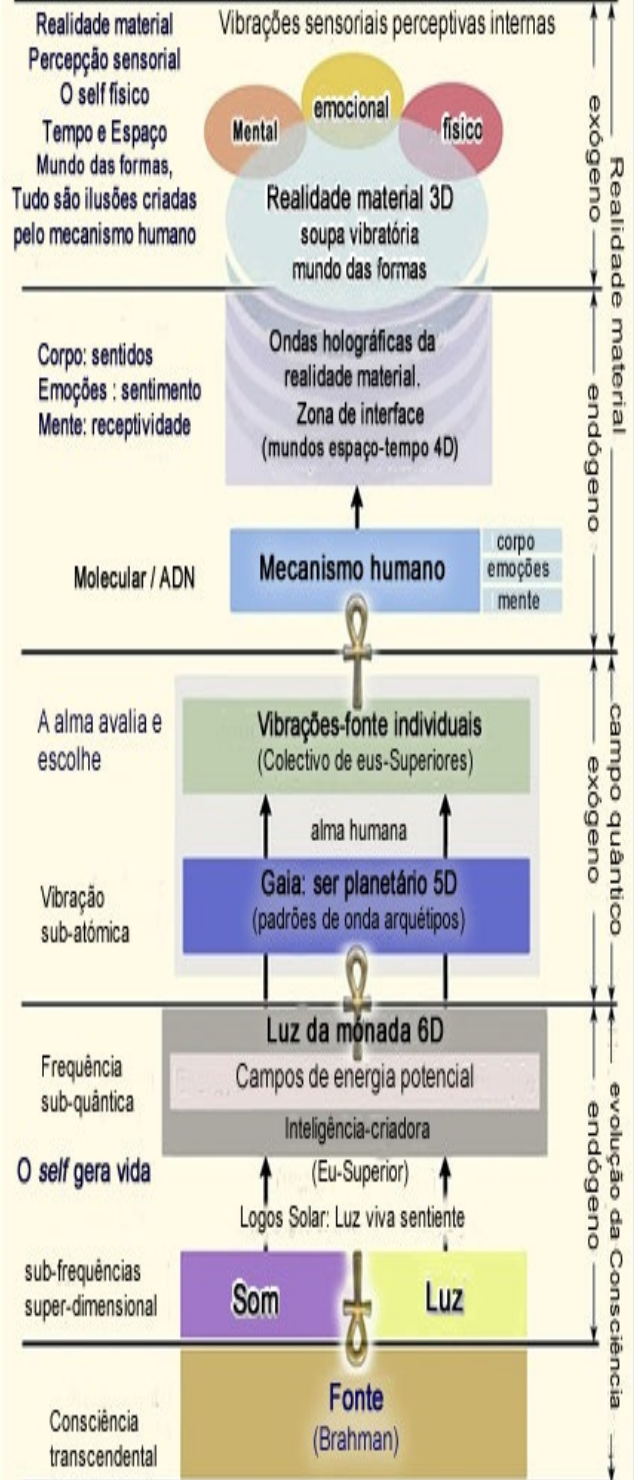 Realidade material
Percepção sensorial
O self físico
Tempo e Espaço
Mundo das formas,
Tudo são ilusões criadas
pelo mecanismo humano
Vibrações sensoriais perceptivas internas
Mental
emocional
físico
Realidade material 3D
soupa vibratória
mundo das formas
exógeno
Realidade material
Corpo: sentidos
Emoções : sentimento
Mente: receptividade
Ondas holográficas da
realidade material.
Zona de interface
(mundos espaço-tempo 4D)
endógeno
Molecular / ADN
Mecanismo humano
corpo
emoções
mente
A alma avalia e
escolhe
Vibrações-fonte individuais
(Colectivo de eus-Superiores)
alma humana
exógeno
campo quântico
Vibração
sub-atómica
Gaia: ser planetário 5D
(padrões de onda arquétipos)
Luz da mónada 6D
Frequência
sub-quântica
Campos de energia potencial
Inteligência-criadora
O self gera vida
(Eu-Superior)
Logos Solar: Luz viva sentiente
endógeno
evolução da Consciência
sub-frequências
super-dimensional
Som
Luz
Fonte
(Brahman)
Consciência
transcendental